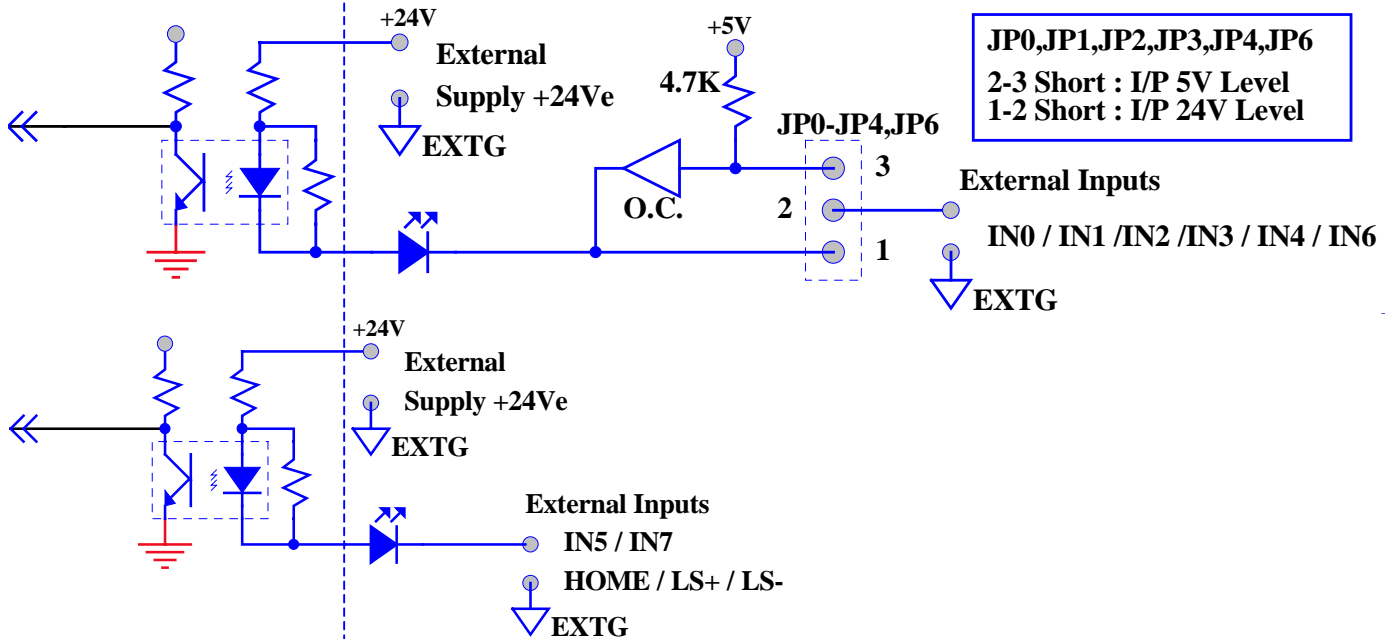 +24V
External
Supply +24Ve
EXTG
+5V
4.7K
O.C.
JP0-JP4,JP6
3
2
1
JP0,JP1,JP2,JP3,JP4,JP6
2-3 Short : I/P 5V Level
1-2 Short : I/P 24V Level
External Inputs
IN0 / IN1 /IN2 /IN3 / IN4 / IN6
EXTG
+24V
External
Supply +24Ve
EXTG
External Inputs
IN5 / IN7
HOME / LS+ / LS-
EXTG